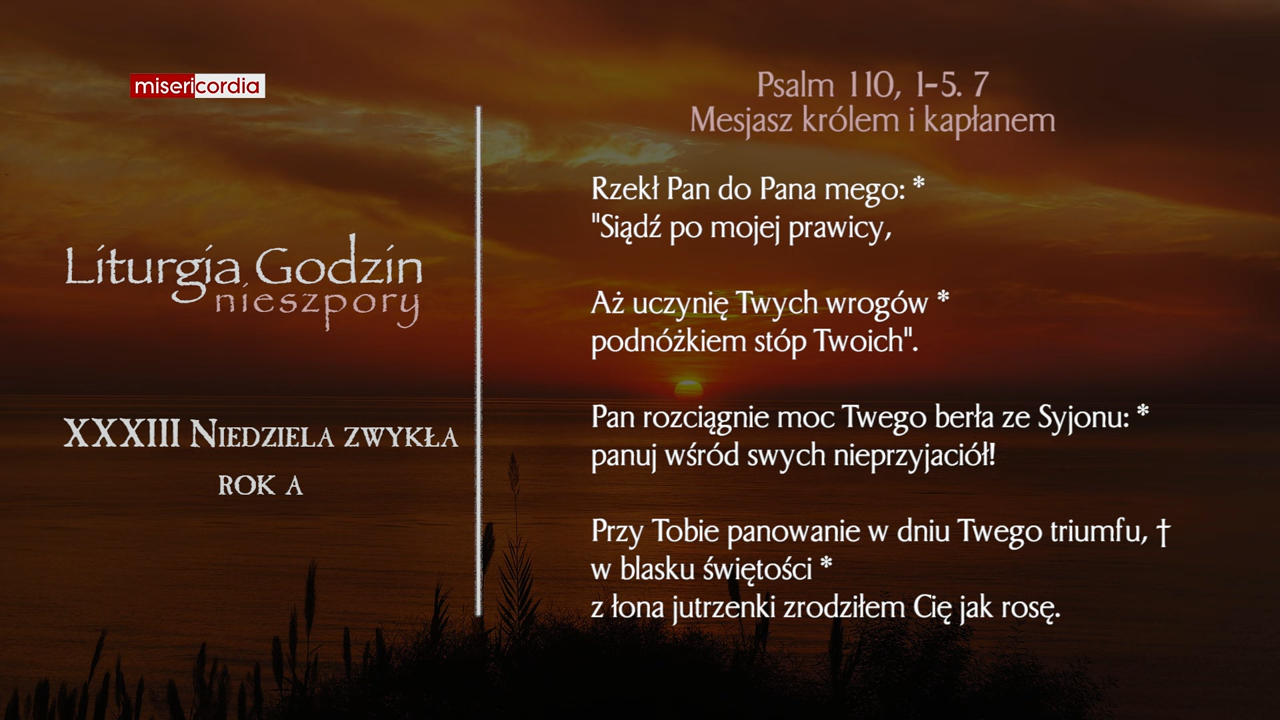 misericordia
Liturgia Godzin
nieszpory
XXXIII Niedziela zwykła
rok A
Psalm 110, 1-5. 7
Mesjasz królem i kapłanem
Rzekł Pan do Pana mego: *
"Siądź po mojej prawicy,
Aż uczynię Twych wrogów *
podnóżkiem stóp Twoich".
Pan rozciągnie moc Twego berła ze Syjonu: *
panuj wśród swych nieprzyjaciół!
Przy Tobie panowanie w dniu Twego triumfu, †
w blasku świętości *
z łona jutrzenki zrodziłem Cię jak rosę.